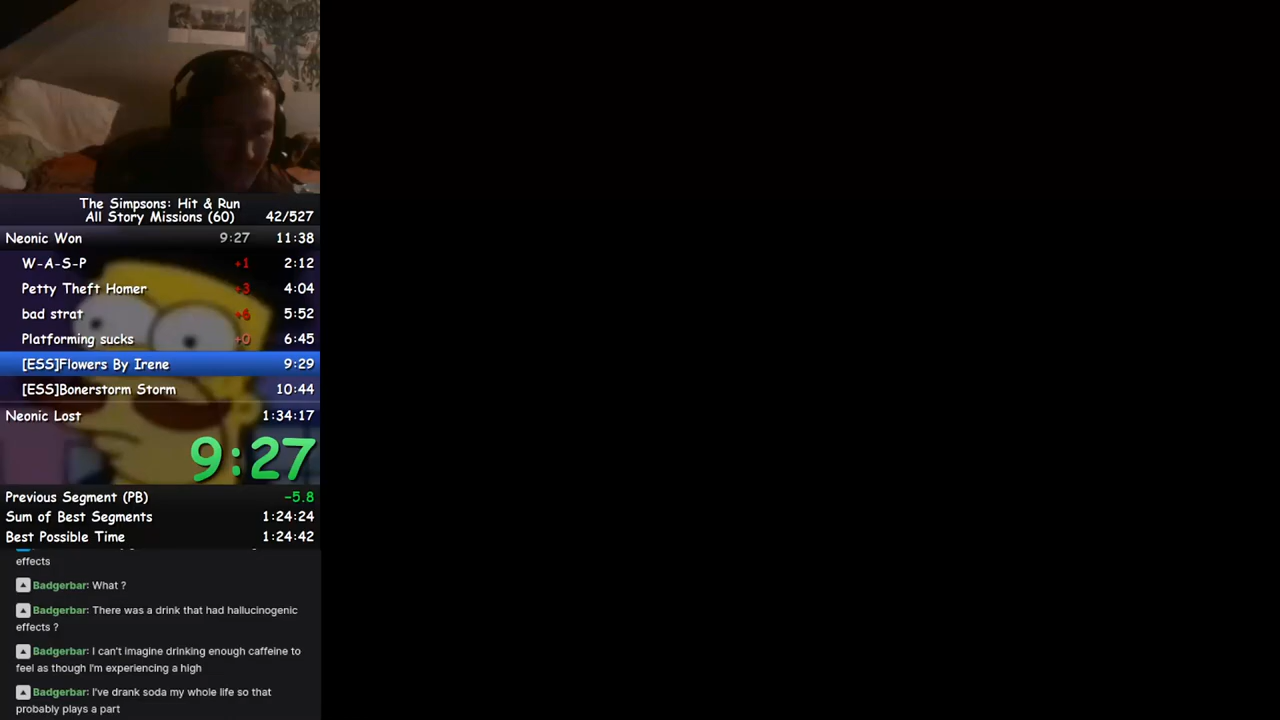 The Simpsons: Hit & Run
All Story Missions (60) 42/527
Neonic Won 9:27 11:38
W-A-S-P +1 2:12
Petty Theft Homer +3 4:04
bad strat +6 5:52
Platforming sucks +0 6:45
[ESS]Flowers By Irene 9:29
[ESS]Bonerstorm Storm 10:44
Neonic Lost 1:34:17
9:27
Previous Segment (PB) -5.8
Sum of Best Segments 1:24:24
Best Possible Time 1:24:42
effects
Badgerbar: What ?
Badgerbar: There was a drink that had hallucinogenic
effects ?
Badgerbar: I can't imagine drinking enough caffeine to
feel as though I'm experiencing a high
Badgerbar: I've drank soda my whole life so that
probably plays a part